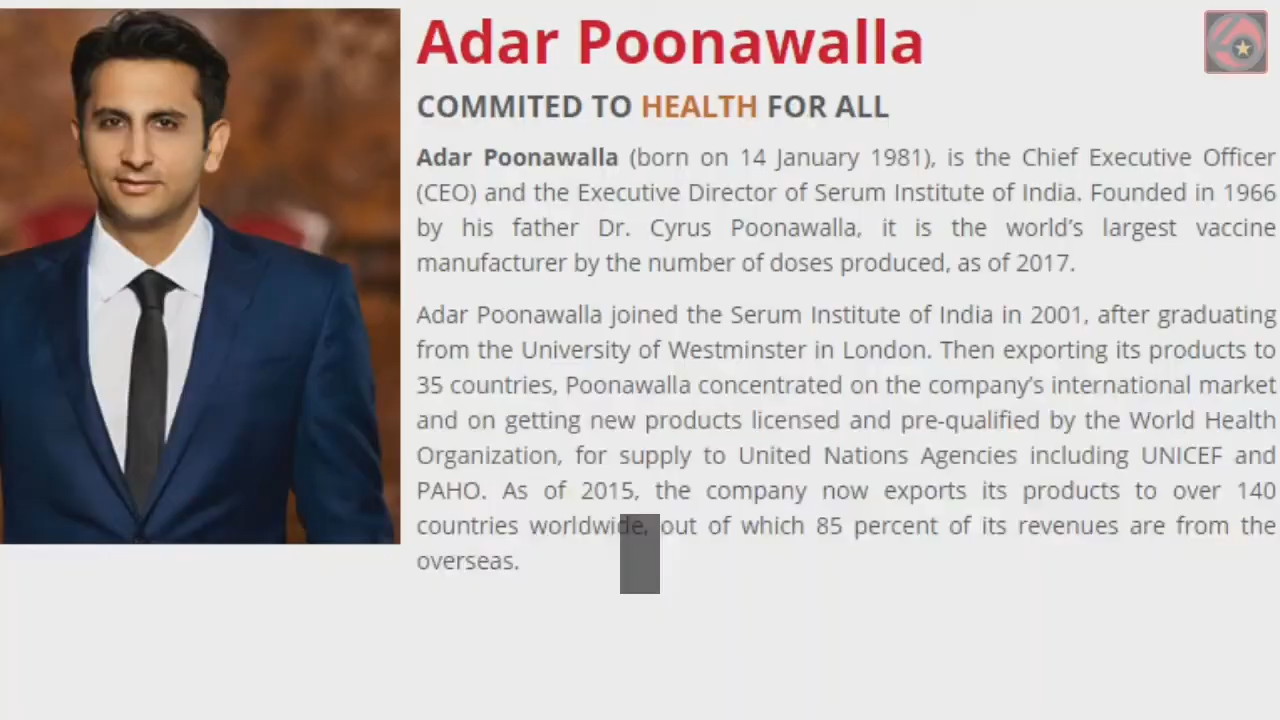 Adar Poonawalla
COMMITED TO HEALTH FOR ALL
Adar Poonawalla (born on 14 January 1981), is the Chief Executive Officer
(CEO) and the Executive Director of Serum Institute of India. Founded in 1966
by his father Dr. Cyrus Poonawalla, it is the world’s largest vaccine
manufacturer by the number of doses produced, as of 2017.
Adar Poonawalla joined the Serum Institute of India in 2001, after graduating
from the University of Westminster in London. Then exporting its products to
35 countries, Poonawalla concentrated on the company’s international market
and on getting new products licensed and pre-qualified by the World Health
Organization, for supply to United Nations Agencies including UNICEF and
PAHO. As of 2015, the company now exports its products to over 140
countries worldwide, out of which 85 percent of its revenues are from the
overseas.